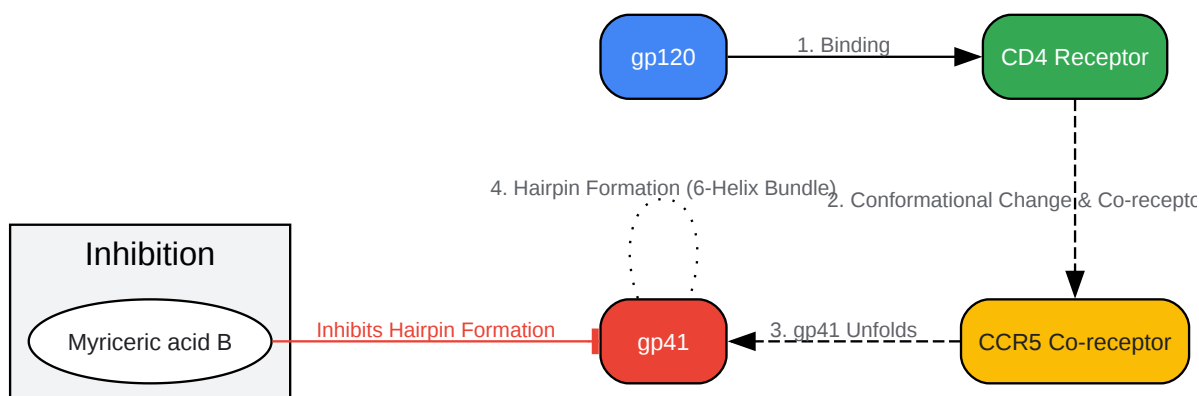 gp120
1. Binding
CD4 Receptor
4. Hairpin Formation (6-Helix Bundle)
2. Conformational Change & Co-recepto
Inhibition
Myriceric acid B
Inhibits Hairpin Formation
gp41
3. gp41 Unfolds
CCR5 Co-receptor